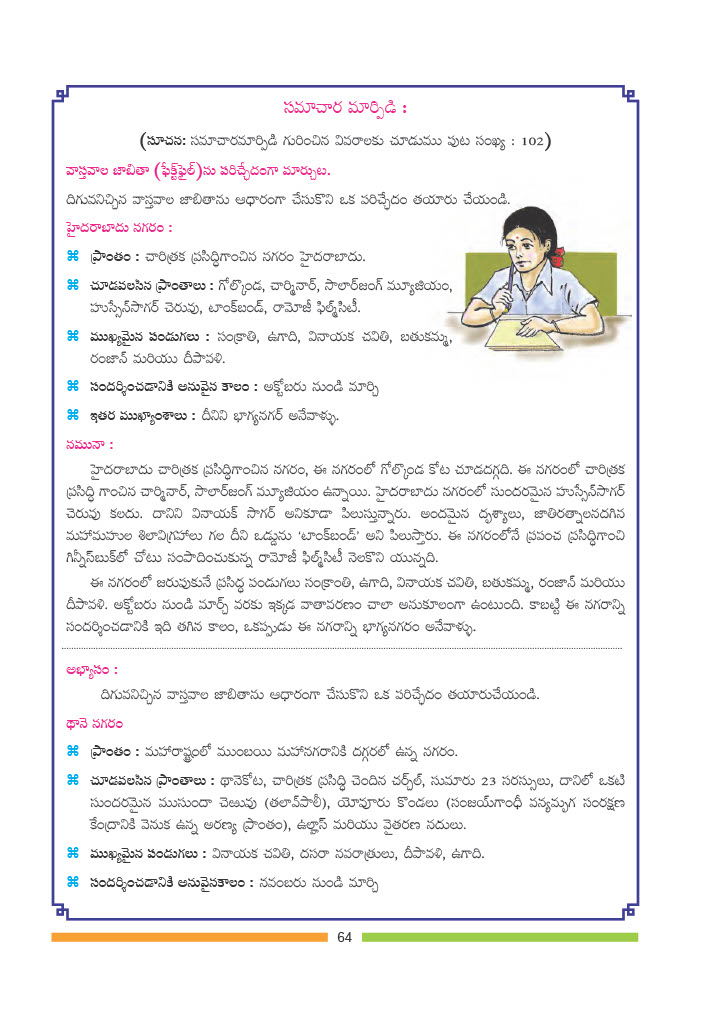 సమాచార మార్పిడి :
(సూచన: సమాచారమార్పిడి గురించిన వివరాలకు చూడుము పుట సంఖ్య : 102)
వాస్తవాల జాబితా (ఫేక్ట్‌ఫైల్)ను పరిచ్ఛేదంగా మార్చుట.
దిగువనిచ్చిన వాస్తవాల జాబితాను ఆధారంగా చేసుకొని ఒక పరిచ్ఛేదం తయారు చేయండి.
హైదరాబాదు నగరం :
⌘ ప్రాంతం : చారిత్రక ప్రసిద్ధిగాంచిన నగరం హైదరాబాదు.
⌘ చూడవలసిన ప్రాంతాలు : గోల్కొండ, చార్మినార్, సాలార్‌జంగ్ మ్యూజియం,
హుస్సేన్‌సాగర్ చెరువు, టాంక్‌బండ్, రామోజీ ఫిల్మ్‌సిటీ.
⌘ ముఖ్యమైన పండుగలు : సంక్రాతి, ఉగాది, వినాయక చవితి, బతుకమ్మ,
రంజాన్ మరియు దీపావళి.
⌘ సందర్శించడానికి అనువైన కాలం : అక్టోబరు నుండి మార్చి
⌘ ఇతర ముఖ్యాంశాలు : దీనిని భాగ్యనగర్ అనేవాళ్ళు.
నమునా :
హైదరాబాదు చారిత్రక ప్రసిద్ధిగాంచిన నగరం, ఈ నగరంలో గోల్కొండ కోట చూడదగ్గది. ఈ నగరంలో చారిత్రక
ప్రసిద్ధి గాంచిన చార్మినార్, సాలార్‌జంగ్ మ్యూజియం ఉన్నాయి. హైదరాబాదు నగరంలో సుందరమైన హుస్సేన్‌సాగర్
చెరువు కలదు. దానిని వినాయక్ సాగర్ అనికూడా పిలుస్తున్నారు. అందమైన దృశ్యాలు, జాతిరత్నాలనదగిన
మహామహుల శిలావిగ్రహాలు గల దీని ఒడ్డును ‘టాంక్‌బండ్’ అని పిలుస్తారు. ఈ నగరంలోనే ప్రపంచ ప్రసిద్ధిగాంచి
గిన్నీస్‌బుక్‌లో చోటు సంపాదించుకున్న రామోజీ ఫిల్మ్‌సిటీ నెలకొని యున్నది.
ఈ నగరంలో జరుపుకునే ప్రసిద్ధ పండుగలు సంక్రాంతి, ఉగాది, వినాయక చవితి, బతుకమ్మ, రంజాన్ మరియు
దీపావళి. అక్టోబరు నుండి మార్చ్ వరకు ఇక్కడ వాతావరణం చాలా అనుకూలంగా ఉంటుంది. కాబట్టి ఈ నగరాన్ని
సందర్శించడానికి ఇది తగిన కాలం, ఒకప్పుడు ఈ నగరాన్ని భాగ్యనగరం అనేవాళ్ళు.
అభ్యాసం :
దిగువనిచ్చిన వాస్తవాల జాబితాను ఆధారంగా చేసుకొని ఒక పరిచ్ఛేదం తయారుచేయండి.
థానె నగరం
⌘ ప్రాంతం : మహారాష్ట్రంలో ముంబయి మహానగరానికి దగ్గరలో ఉన్న నగరం.
⌘ చూడవలసిన ప్రాంతాలు : థానెకోట, చారిత్రక ప్రసిద్ధి చెందిన చర్చ్‌ల్, సుమారు 23 సరస్సులు, దానిలో ఒకటి
సుందరమైన ముసుందా చెఱువు (తలావ్‌పాలీ), యోవూరు కొండలు (సంజయ్‌గాంధీ వన్యమృగ సంరక్షణ
కేంద్రానికి వెనుక ఉన్న అరణ్య ప్రాంతం), ఉల్హాస్ మరియు వైతరణ నదులు.
⌘ ముఖ్యమైన పండుగలు : వినాయక చవితి, దసరా నవరాత్రులు, దీపావళి, ఉగాది.
⌘ సందర్శించడానికి అనువైనకాలం : నవంబరు నుండి మార్చి
64